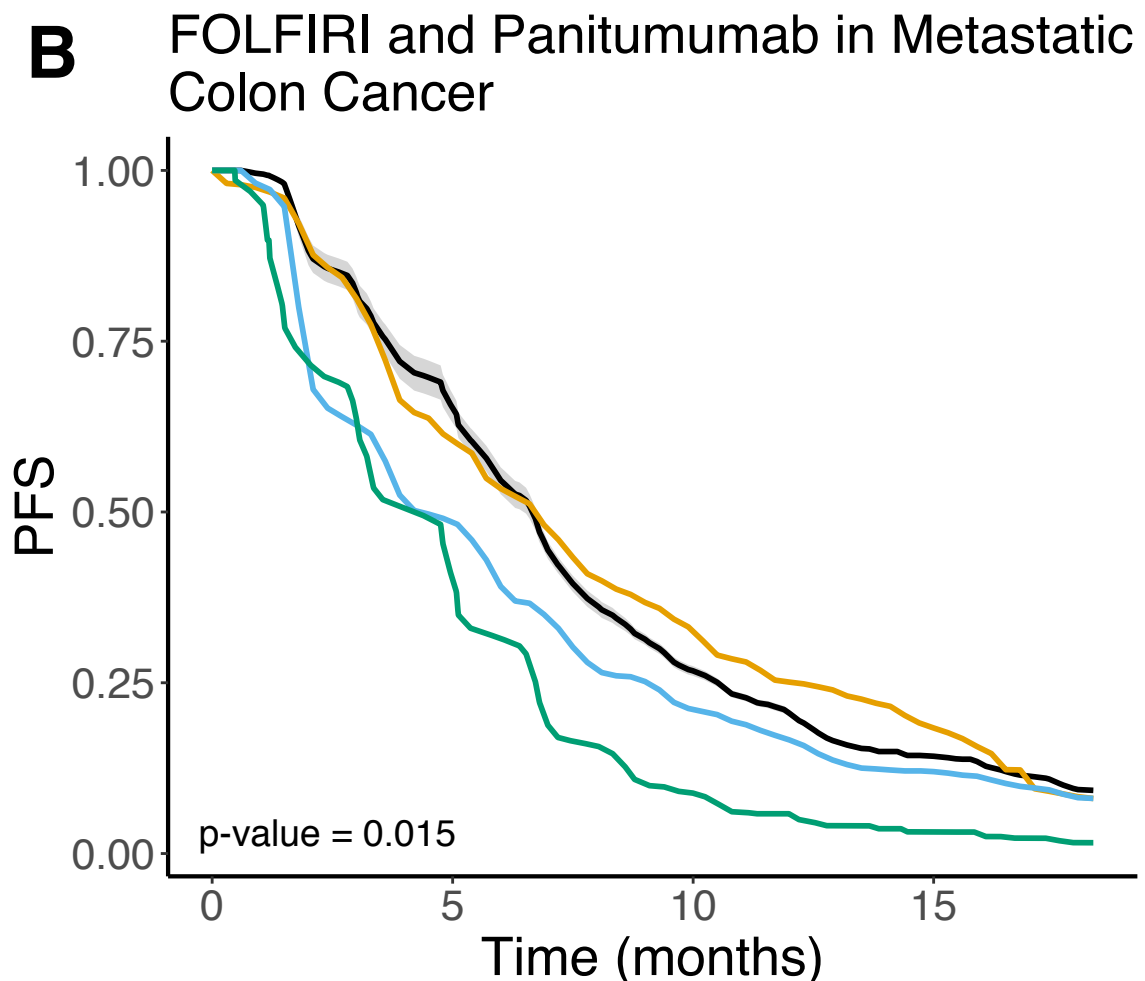 B
FOLFIRI and Panitumumab in Metastatic
Colon Cancer
1.00
0.75
0.50
0.25
0.00
PFS
p-value = 0.015
0 5 10 15
Time (months)